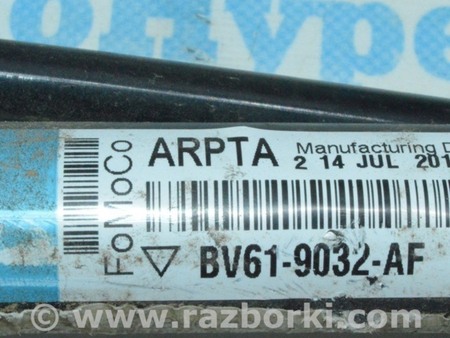 FoMoCo
ARPTA
Manufacturing D
2 14 JUL 201
BV61-9032-AF
www.razborki.com